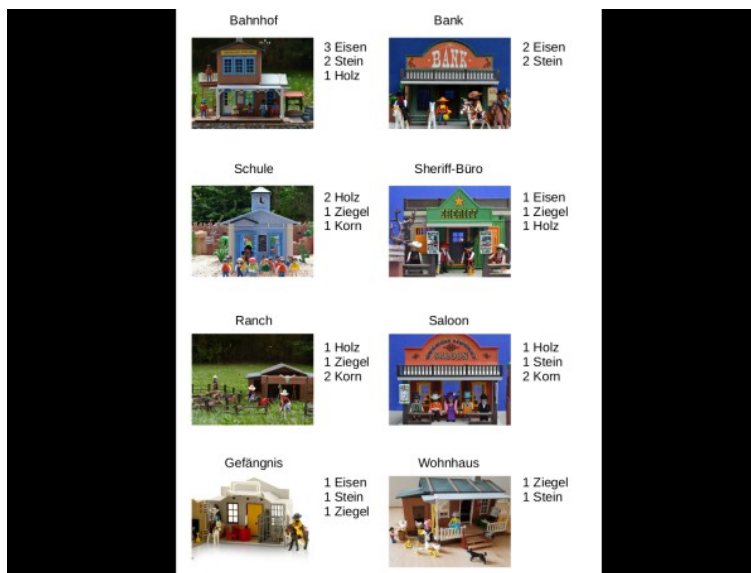 Bahnhof
3 Eisen
2 Stein
1 Holz
Bank
BANK
2 Eisen
2 Stein
Schule
2 Holz
1 Ziegel
1 Korn
Sheriff-Büro
SHERIFF
1 Eisen
1 Ziegel
1 Holz
Ranch
1 Holz
1 Ziegel
2 Korn
Saloon
SALOON
1 Holz
1 Stein
2 Korn
Gefängnis
1 Eisen
1 Stein
1 Ziegel
Wohnhaus
1 Ziegel
1 Stein